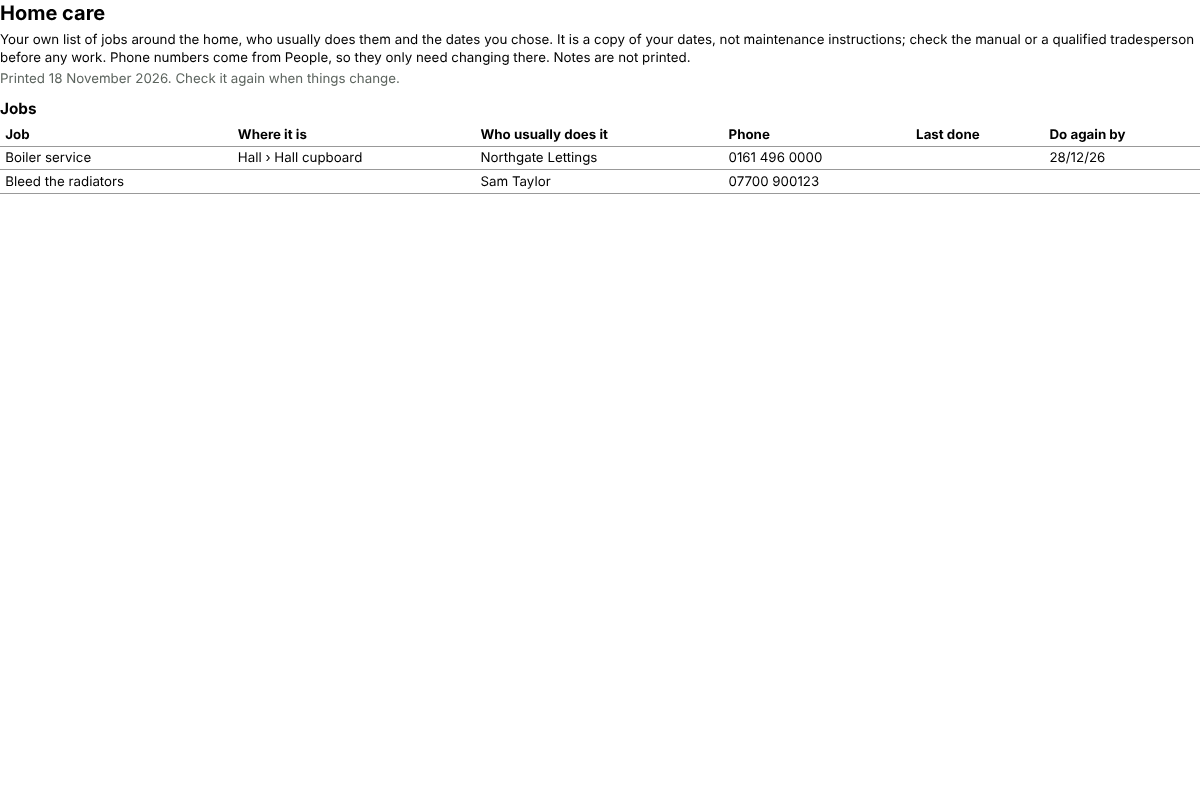 Home care
Your own list of jobs around the home, who usually does them and the dates you chose. It is a copy of your dates, not maintenance instructions; check the manual or a qualified tradesperson
before any work. Phone numbers come from People, so they only need changing there. Notes are not printed.
Printed 18 November 2026. Check it again when things change.
Jobs
Job Where it is Who usually does it Phone Last done Do again by
Boiler service Hall › Hall cupboard Northgate Lettings 0161 496 0000 28/12/26
Bleed the radiators Sam Taylor 07700 900123